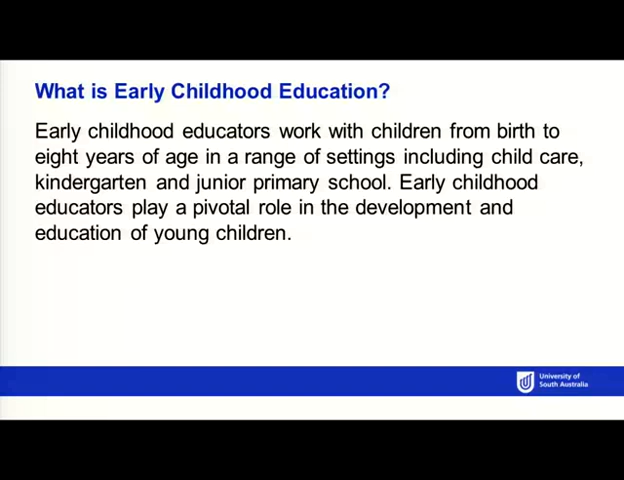 What is Early Childhood Education?
Early childhood educators work with children from birth to
eight years of age in a range of settings including child care,
kindergarten and junior primary school. Early childhood
educators play a pivotal role in the development and
education of young children.
University of
South Australia